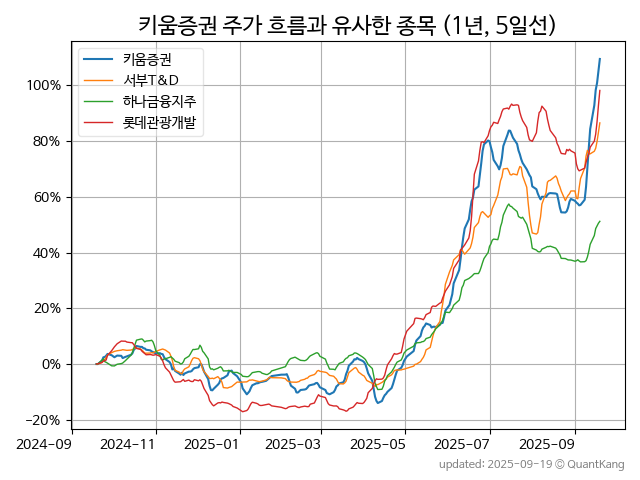 키움증권 주가 흐름과 유사한 종목 (1년, 5일선)
키움증권
서부T&D
하나금융지주
롯데관광개발
100%
80%
60%
40%
20%
0%
−20%
2024-09 2024-11 2025-01 2025-03 2025-05 2025-07 2025-09
updated: 2025-09-19 © QuantKang